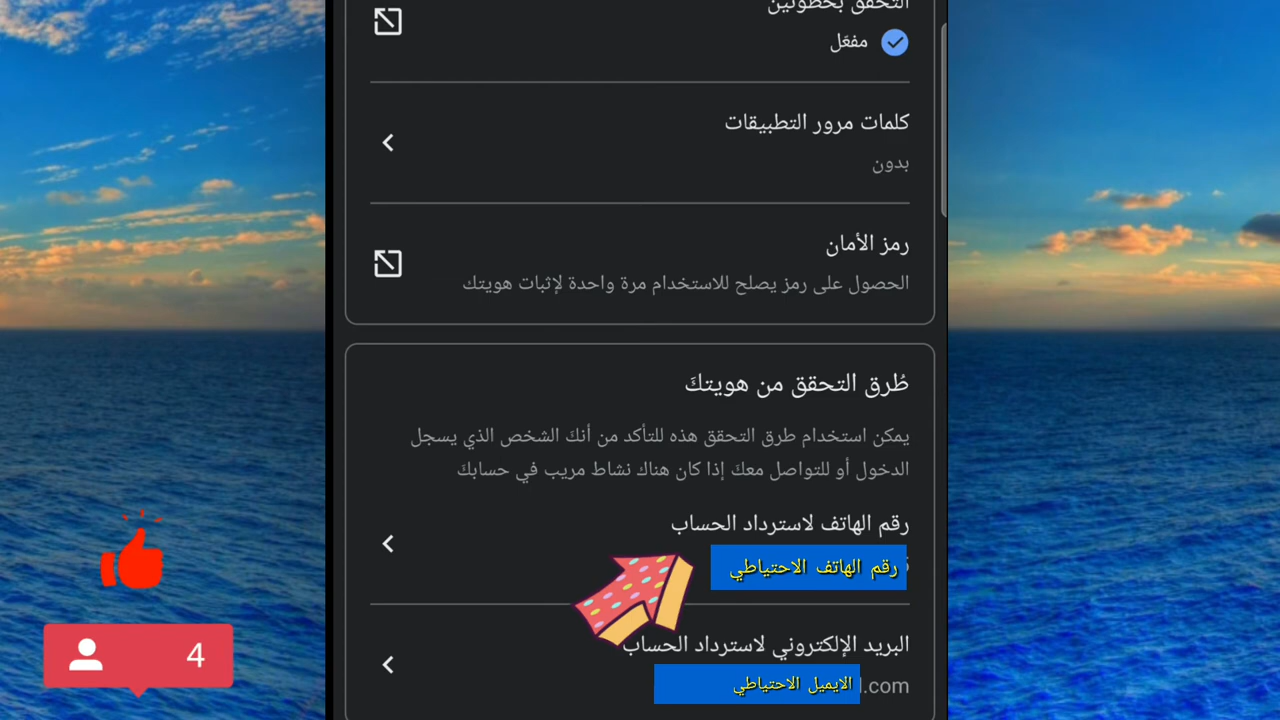 التحقق بخطوتين
مفعّل
كلمات مرور التطبيقات
بدون
رمز الأمان
الحصول على رمز يصلح للاستخدام مرة واحدة لإثبات هويتك
طُرق التحقق من هويتكَ
يمكن استخدام طرق التحقق هذه للتأكد من أنكَ الشخص الذي يسجل
الدخول أو للتواصل معكَ إذا كان هناك نشاط مريب في حسابكَ
رقم الهاتف لاسترداد الحساب
رقم الهاتف الاحتياطي
البريد الإلكتروني لاسترداد الحساب
الايميل الاحتياطي
l.com
4